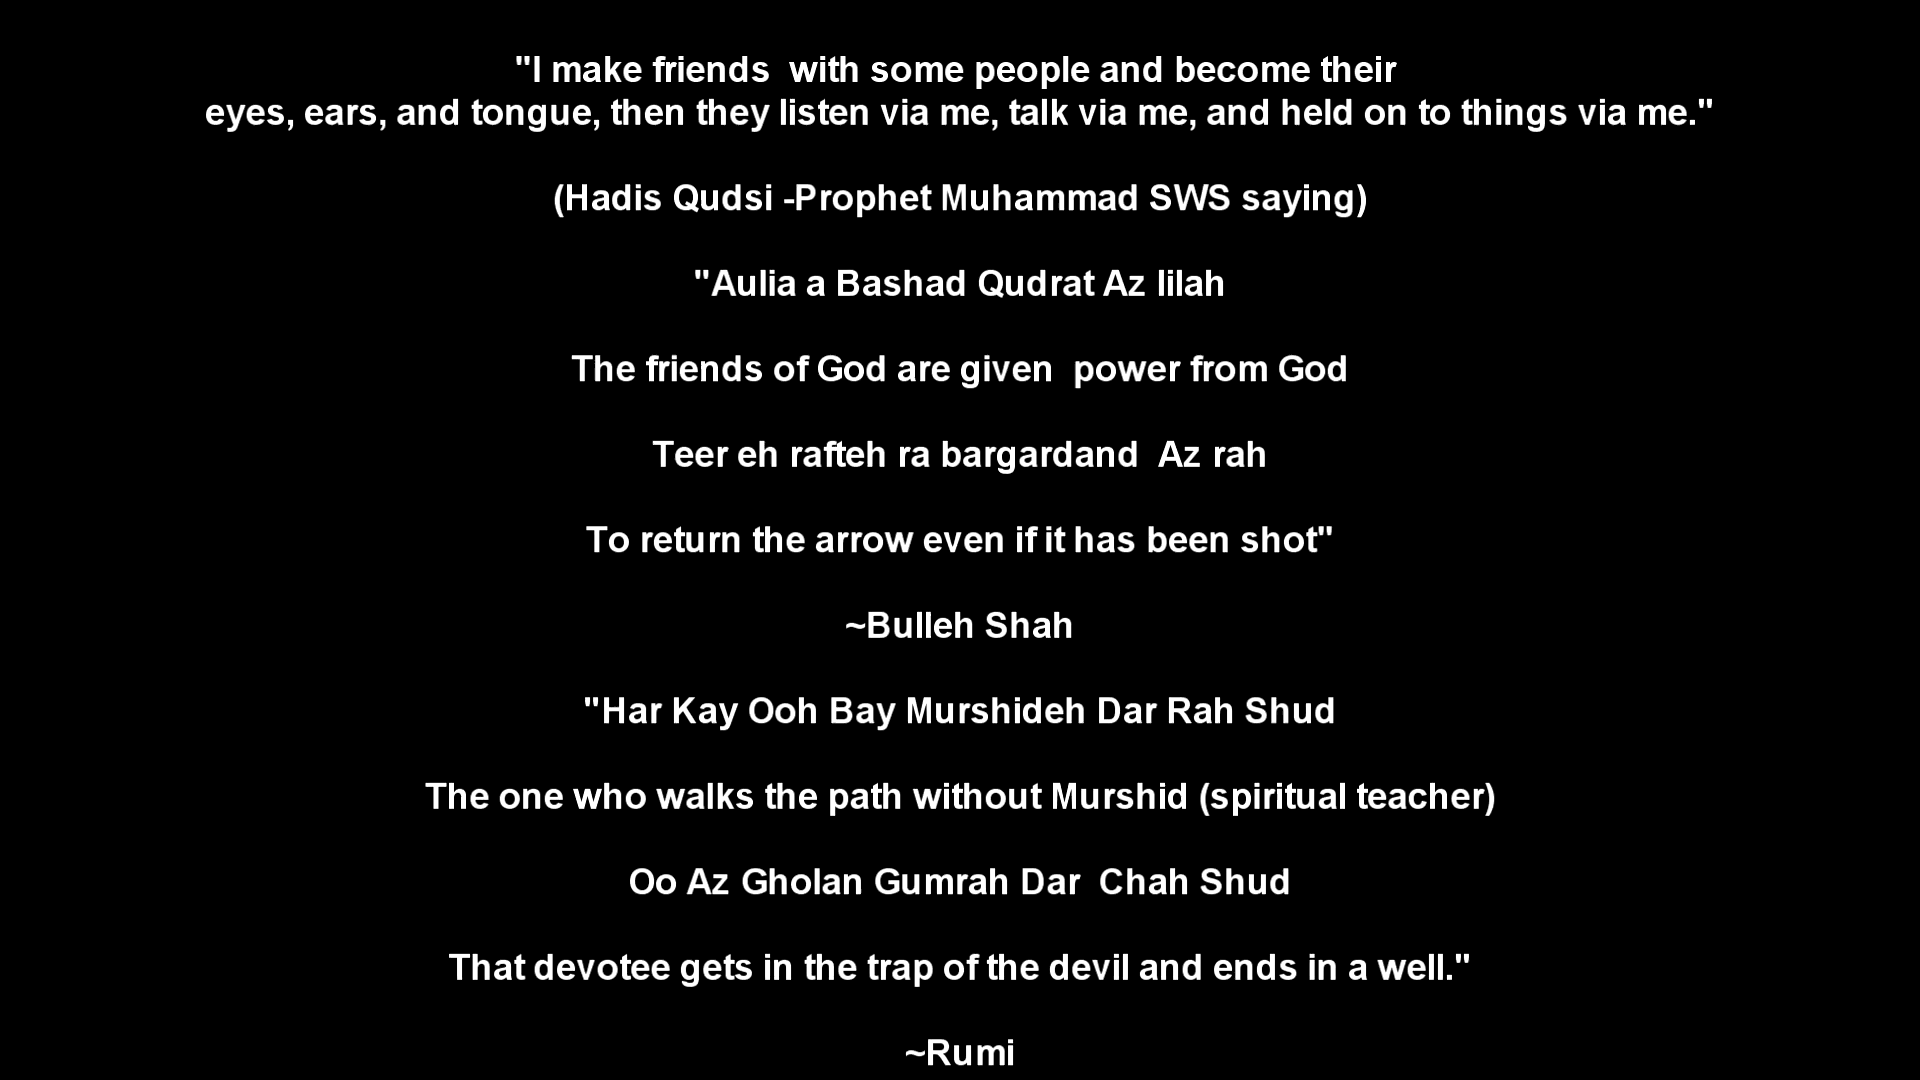 "I make friends  with some people and become their
eyes, ears, and tongue, then they listen via me, talk via me, and held on to things via me."
(Hadis Qudsi -Prophet Muhammad SWS saying)
"Aulia a Bashad Qudrat Az lilah
The friends of God are given  power from God
Teer eh rafteh ra bargardand  Az rah
To return the arrow even if it has been shot"
~Bulleh Shah
"Har Kay Ooh Bay Murshideh Dar Rah Shud
The one who walks the path without Murshid (spiritual teacher)
Oo Az Gholan Gumrah Dar  Chah Shud
That devotee gets in the trap of the devil and ends in a well."
~Rumi